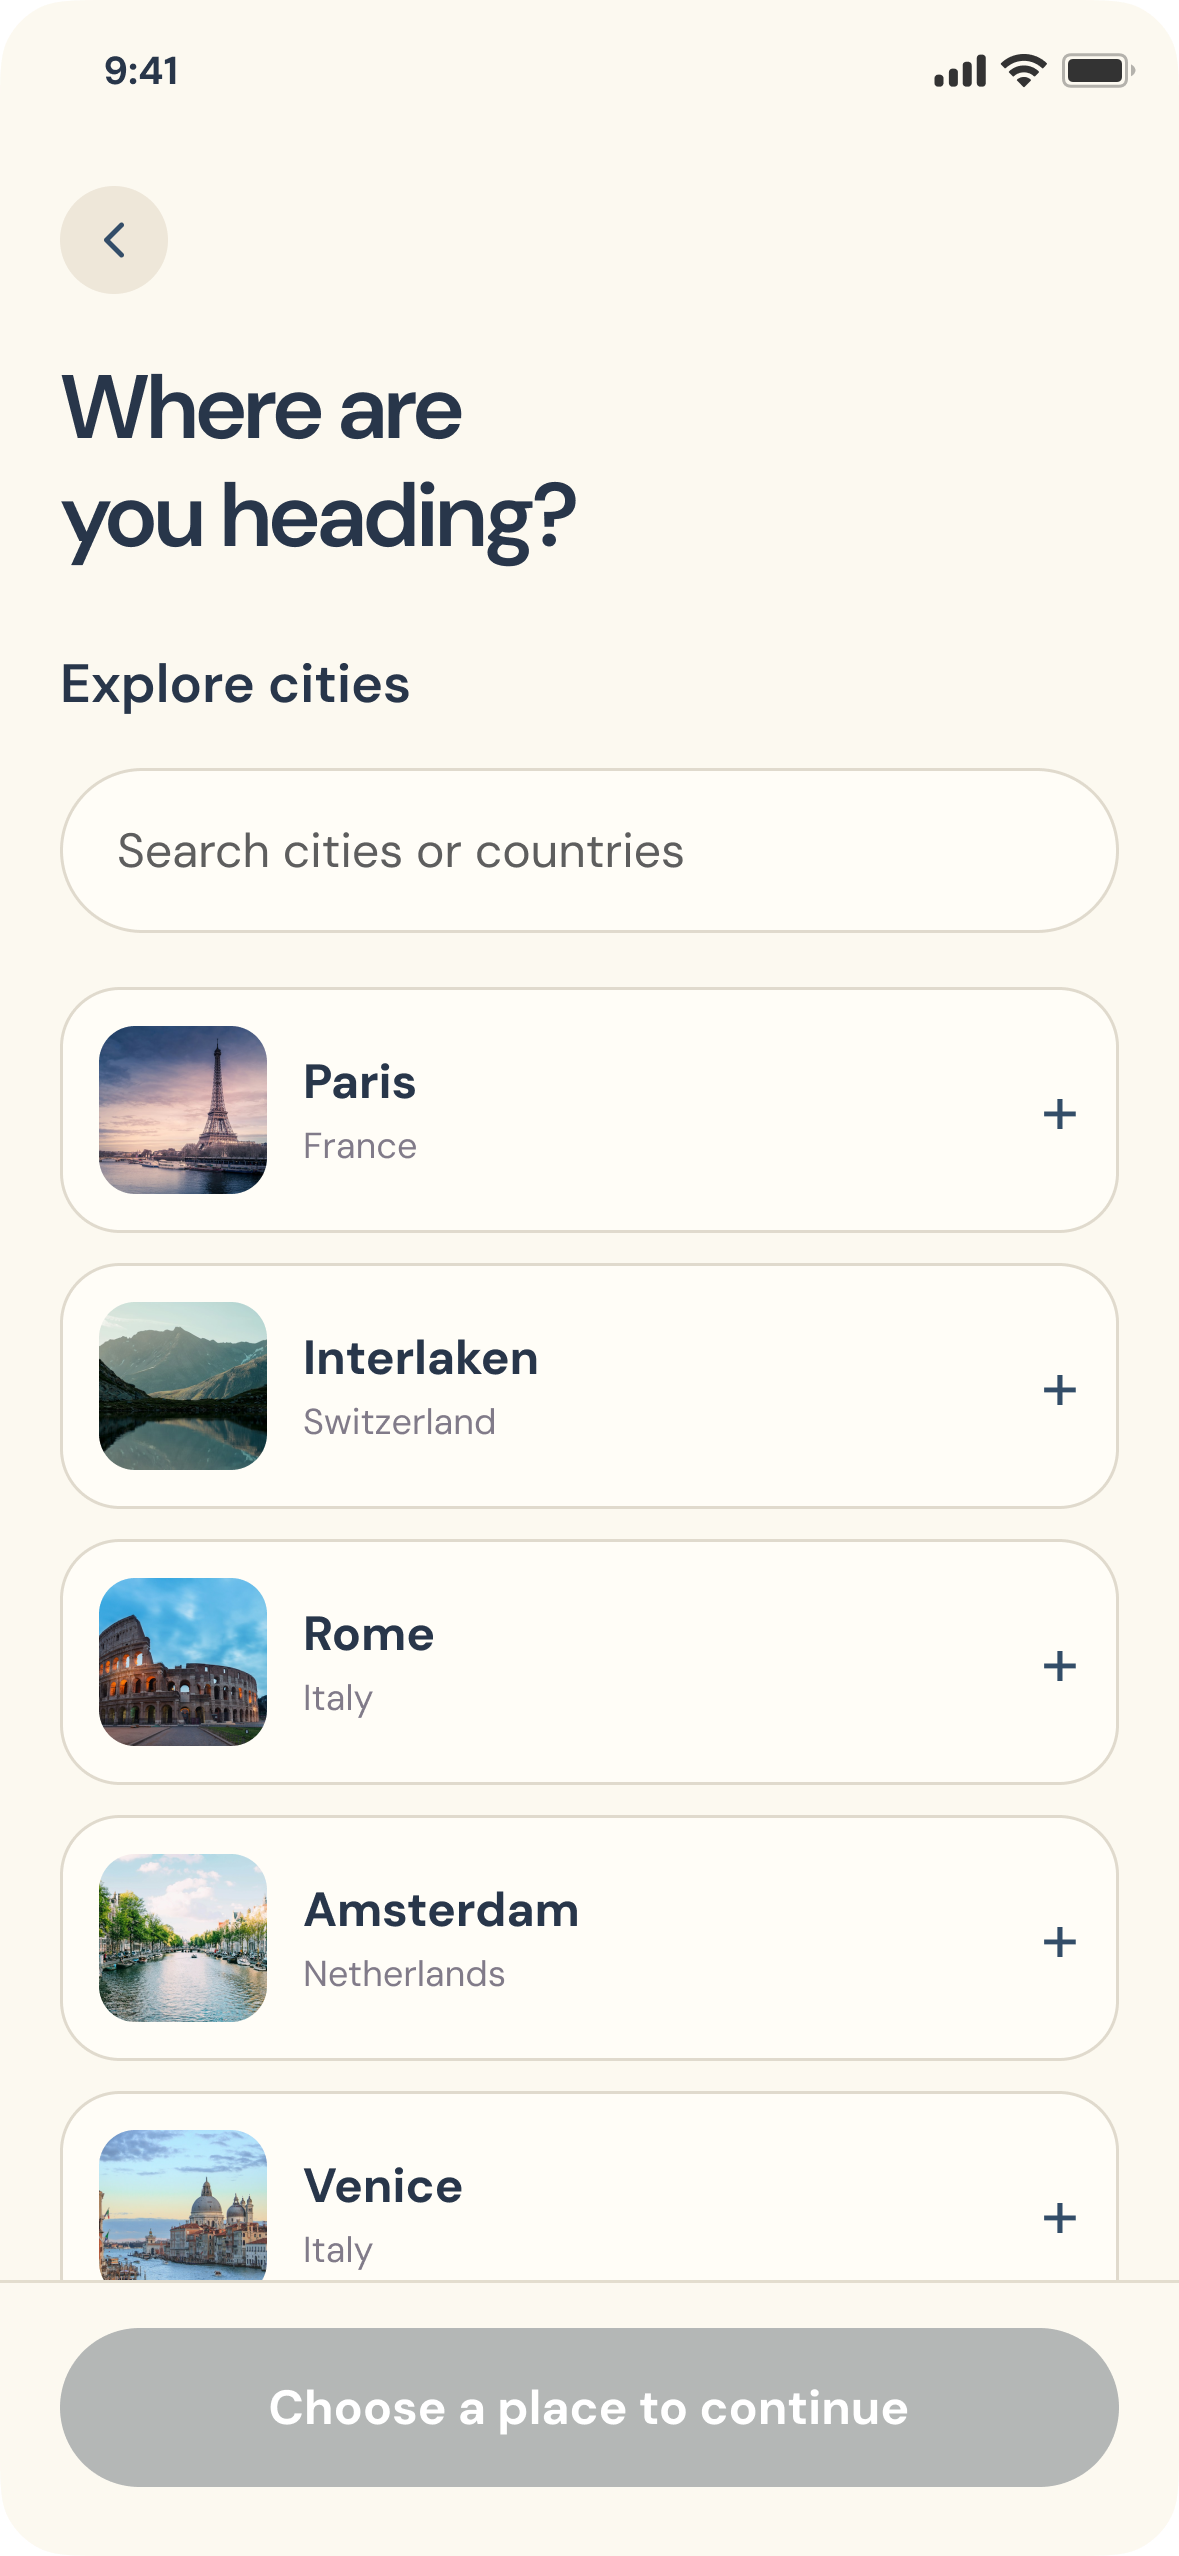 9:41
Where are
you heading?
Explore cities
Search cities or countries
Paris
France
Interlaken
Switzerland
Rome
Italy
Amsterdam
Netherlands
Venice
Italy
Choose a place to continue